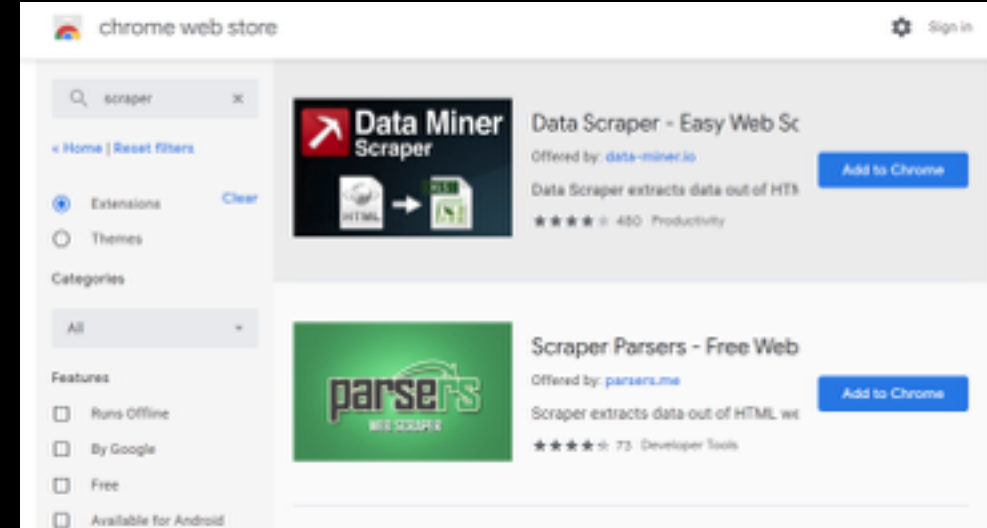 chrome web store
Sign in
scraper
« Home | Reset filters
Extensions
Clear
Themes
Categories
All
Features
Runs Offline
By Google
Free
Available for Android
Data Miner
Scraper
HTML
Data Scraper - Easy Web Sc
Offered by: data-miner.io
Data Scraper extracts data out of HTM
480 Productivity
Add to Chrome
parsers
WEB SCRAPER
Scraper Parsers - Free Web
Offered by: parsers.me
Scraper extracts data out of HTML we
73 Developer Tools
Add to Chrome